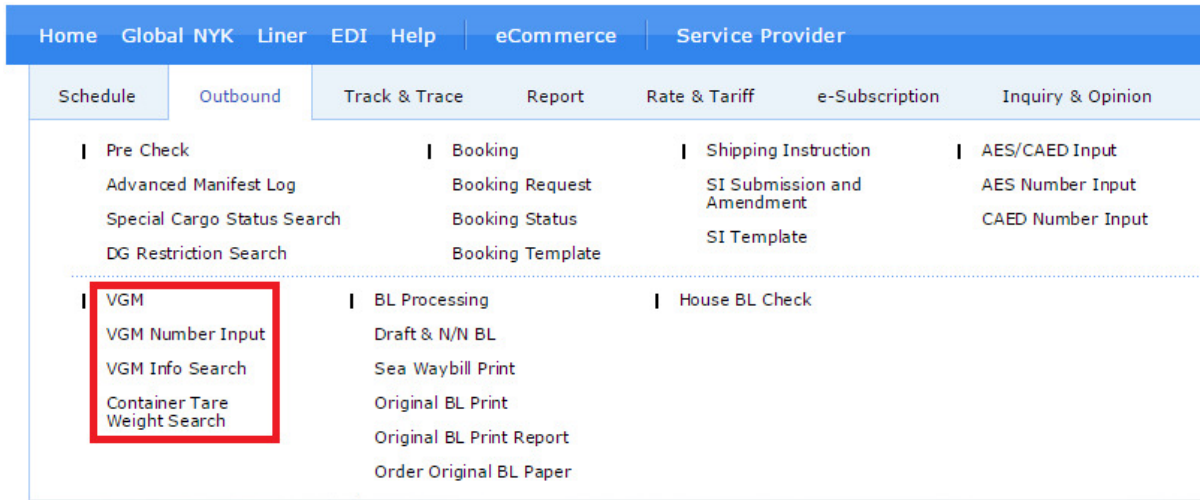 Home Global NYK Liner EDI Help eCommerce Service Provider
Schedule Outbound Track & Trace Report Rate & Tariff e-Subscription Inquiry & Opinion
Pre Check
Advanced Manifest Log
Special Cargo Status Search
DG Restriction Search
Booking
Booking Request
Booking Status
Booking Template
Shipping Instruction
SI Submission and
Amendment
SI Template
AES/CAED Input
AES Number Input
CAED Number Input
VGM
VGM Number Input
VGM Info Search
Container Tare
Weight Search
BL Processing
Draft & N/N BL
Sea Waybill Print
Original BL Print
Original BL Print Report
Order Original BL Paper
House BL Check